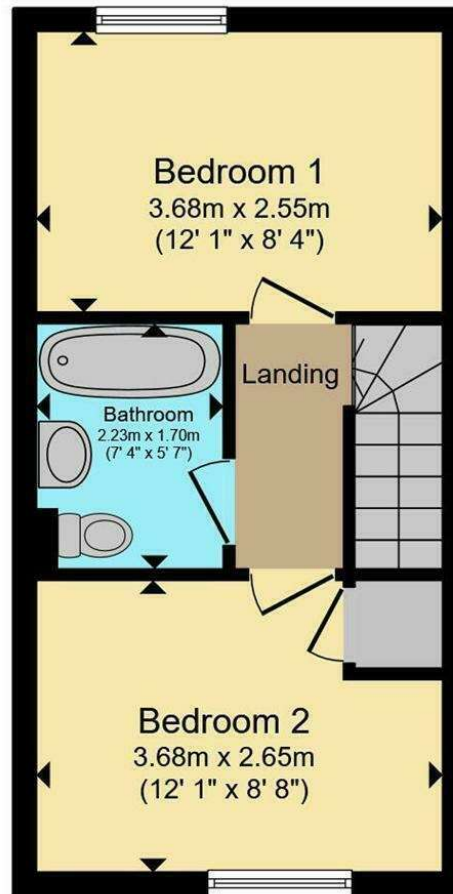 Bedroom 1
3.68m x 2.55m
(12' 1" x 8' 4")
Landing
Bathroom
2.23m x 1.70m
(7' 4" x 5' 7")
Bedroom 2
3.68m x 2.65m
(12' 1" x 8' 8")